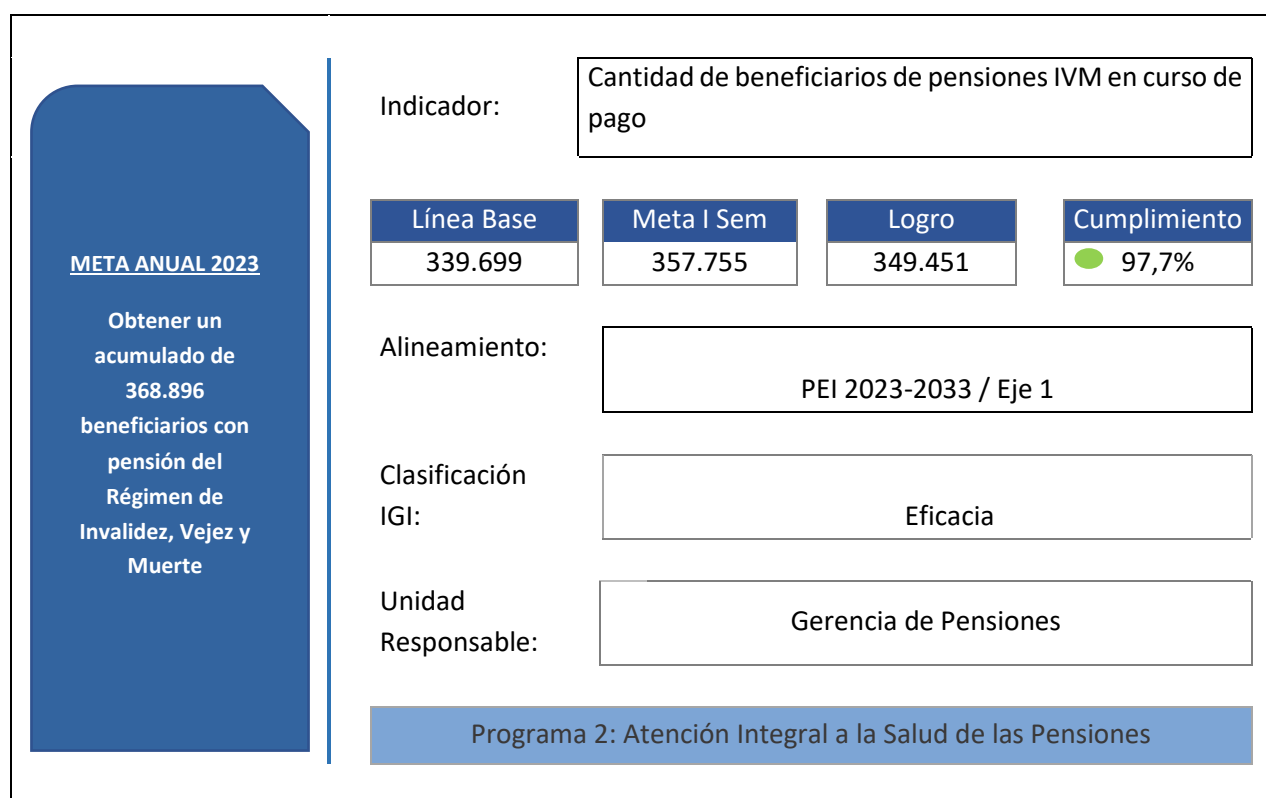 META ANUAL 2023
Obtener un
acumulado de
368.896
beneficiarios con
pensión del
Régimen de
Invalidez, Vejez y
Muerte
Indicador:
Cantidad de beneficiarios de pensiones IVM en curso de
pago
Línea Base
Meta I Sem
Logro
Cumplimiento
339.699
357.755
349.451
97,7%
Alineamiento:
PEI 2023-2033 / Eje 1
Clasificación
IGI:
Eficacia
Unidad
Responsable:
Gerencia de Pensiones
Programa 2: Atención Integral a la Salud de las Pensiones